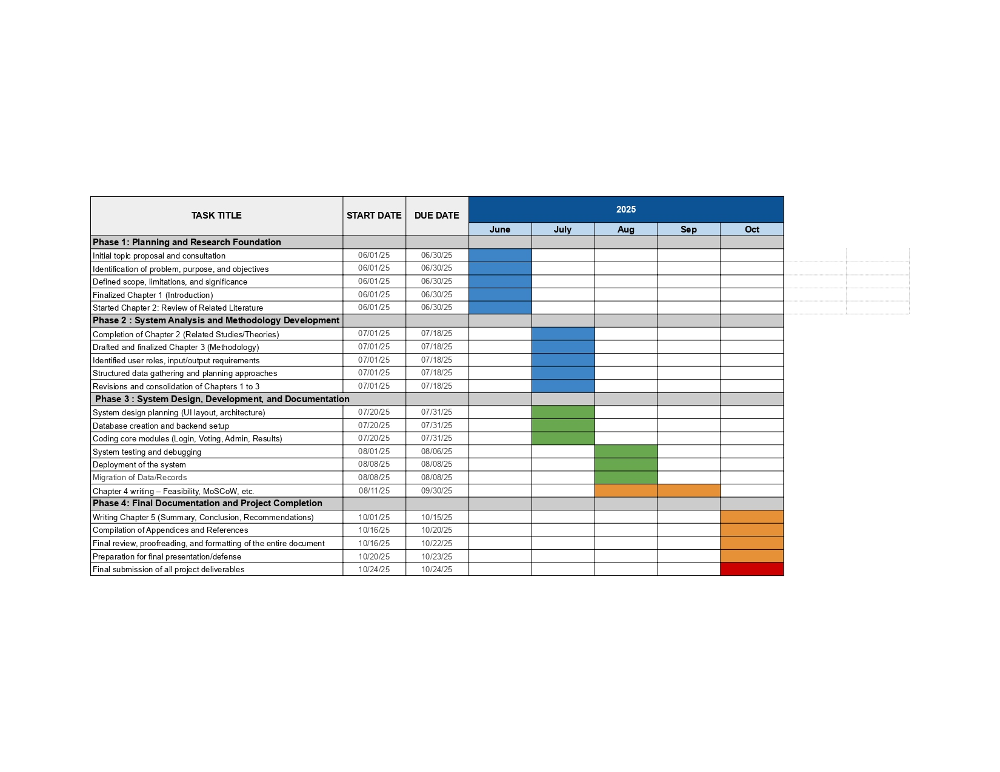 TASK TITLE START DATE DUE DATE 2025
June July Aug Sep Oct
Phase 1: Planning and Research Foundation
Initial topic proposal and consultation 06/01/25 06/30/25
Identification of problem, purpose, and objectives 06/01/25 06/30/25
Defined scope, limitations, and significance 06/01/25 06/30/25
Finalized Chapter 1 (Introduction) 06/01/25 06/30/25
Started Chapter 2: Review of Related Literature 06/01/25 06/30/25
Phase 2 : System Analysis and Methodology Development
Completion of Chapter 2 (Related Studies/Theories) 07/01/25 07/18/25
Drafted and finalized Chapter 3 (Methodology) 07/01/25 07/18/25
Identified user roles, input/output requirements 07/01/25 07/18/25
Structured data gathering and planning approaches 07/01/25 07/18/25
Revisions and consolidation of Chapters 1 to 3 07/01/25 07/18/25
Phase 3 : System Design, Development, and Documentation
System design planning (UI layout, architecture) 07/20/25 07/31/25
Database creation and backend setup 07/20/25 07/31/25
Coding core modules (Login, Voting, Admin, Results) 07/20/25 07/31/25
System testing and debugging 08/01/25 08/06/25
Deployment of the system 08/08/25 08/08/25
Migration of Data/Records 08/08/25 08/08/25
Chapter 4 writing – Feasibility, MoSCoW, etc. 08/11/25 09/30/25
Phase 4: Final Documentation and Project Completion
Writing Chapter 5 (Summary, Conclusion, Recommendations) 10/01/25 10/15/25
Compilation of Appendices and References 10/16/25 10/20/25
Final review, proofreading, and formatting of the entire document 10/16/25 10/22/25
Preparation for final presentation/defense 10/20/25 10/23/25
Final submission of all project deliverables 10/24/25 10/24/25